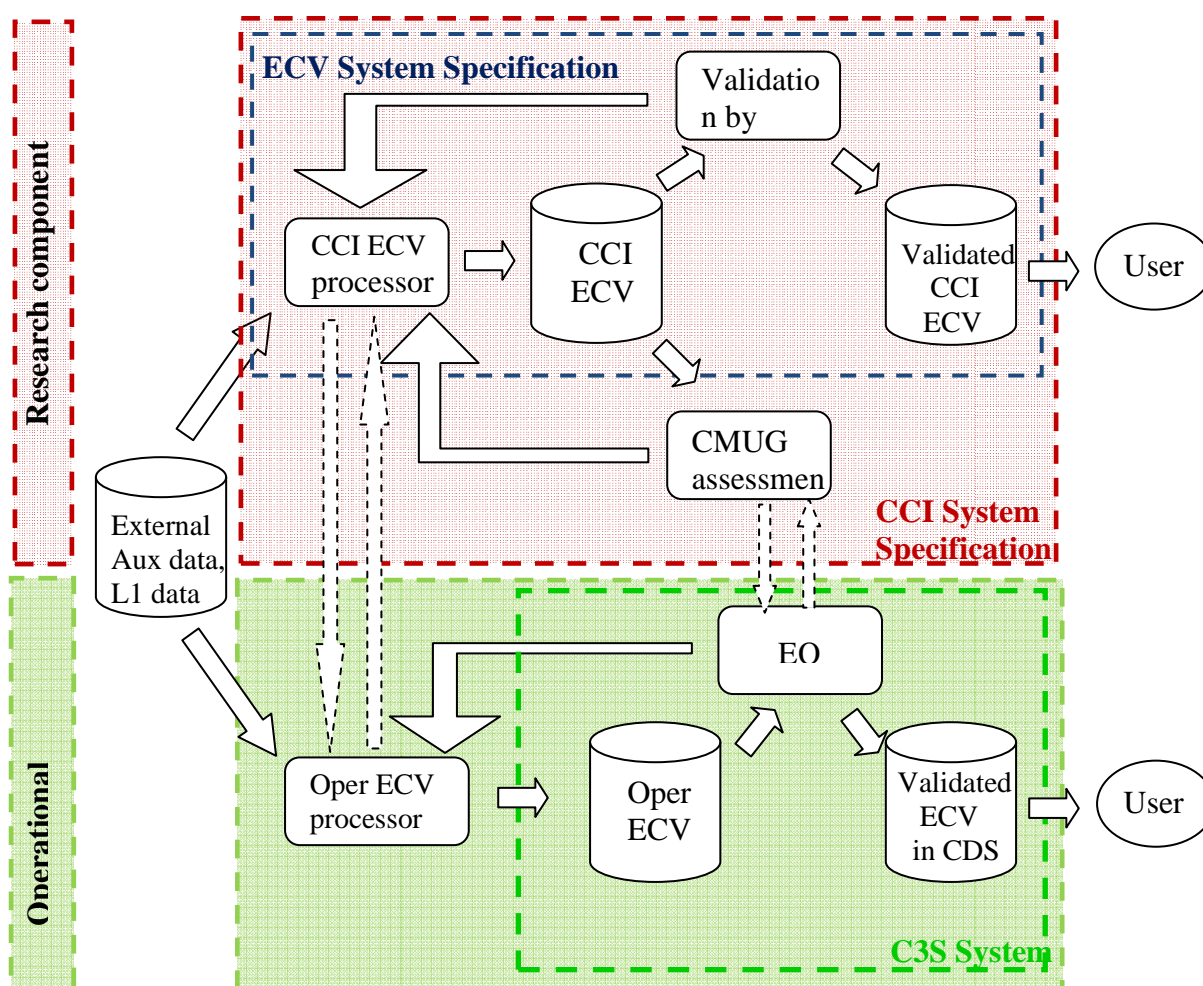 Research component
ECV System Specification
Validatio
n by
CCI ECV
processor
CCI
ECV
Validated
CCI
ECV
User
CMUG
assessmen
CCI System
Specification
External
Aux data,
L1 data
Operational
EO
Oper ECV
processor
Oper
ECV
Validated
ECV
in CDS
User
C3S System